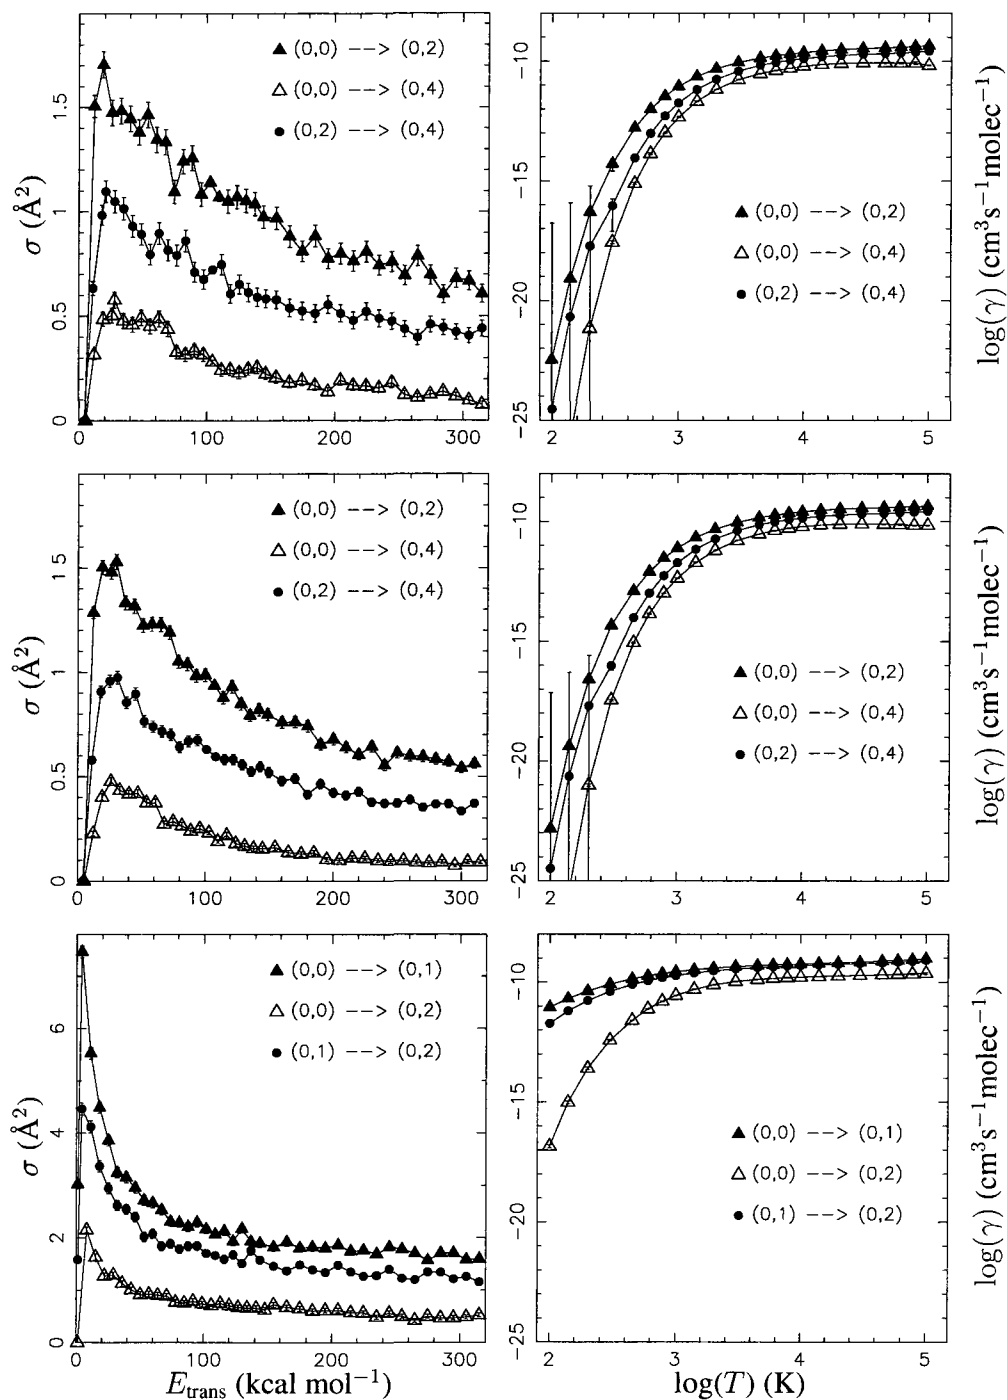 (0,0) --> (0,2)
(0,0) --> (0,4)
(0,2) --> (0,4)
σ (Å²)
0 0.5 1 1.5
0 100 200 300
(0,0) --> (0,2)
(0,0) --> (0,4)
(0,2) --> (0,4)
-25 -20 -15 -10
2 3 4 5
log(γ) (cm³s⁻¹molec⁻¹)
(0,0) --> (0,2)
(0,0) --> (0,4)
(0,2) --> (0,4)
σ (Å²)
0 0.5 1 1.5
0 100 200 300
(0,0) --> (0,2)
(0,0) --> (0,4)
(0,2) --> (0,4)
-25 -20 -15 -10
2 3 4 5
log(γ) (cm³s⁻¹molec⁻¹)
(0,0) --> (0,1)
(0,0) --> (0,2)
(0,1) --> (0,2)
σ (Å²)
0 2 4 6
0 100 200 300
E_trans (kcal mol⁻¹)
(0,0) --> (0,1)
(0,0) --> (0,2)
(0,1) --> (0,2)
-25 -20 -15 -10
2 3 4 5
log(T) (K)
log(γ) (cm³s⁻¹molec⁻¹)